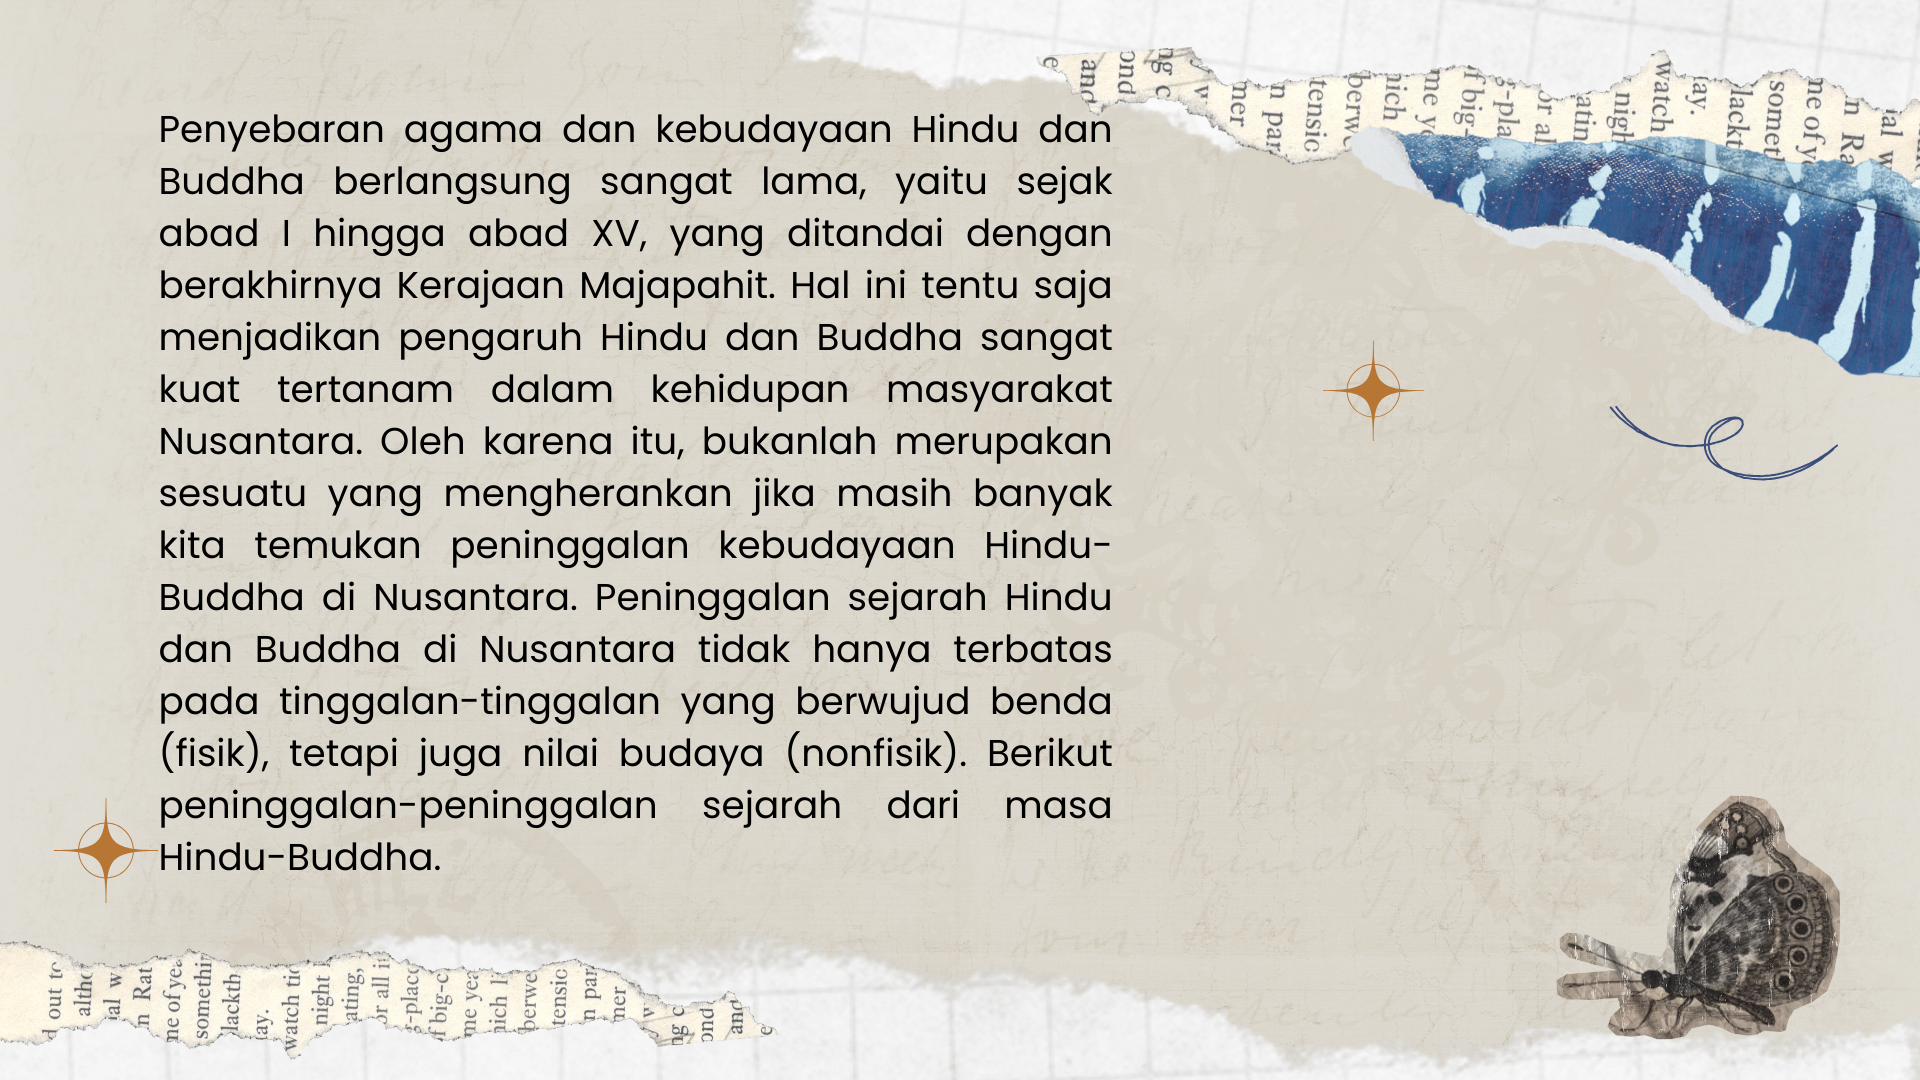 Penyebaran agama dan kebudayaan Hindu dan
Buddha berlangsung sangat lama, yaitu sejak
abad I hingga abad XV, yang ditandai dengan
berakhirnya Kerajaan Majapahit. Hal ini tentu saja
menjadikan pengaruh Hindu dan Buddha sangat
kuat tertanam dalam kehidupan masyarakat
Nusantara. Oleh karena itu, bukanlah merupakan
sesuatu yang mengherankan jika masih banyak
kita temukan peninggalan kebudayaan Hindu-
Buddha di Nusantara. Peninggalan sejarah Hindu
dan Buddha di Nusantara tidak hanya terbatas
pada tinggalan-tinggalan yang berwujud benda
(fisik), tetapi juga nilai budaya (nonfisik). Berikut
peninggalan-peninggalan sejarah dari masa
Hindu-Buddha.